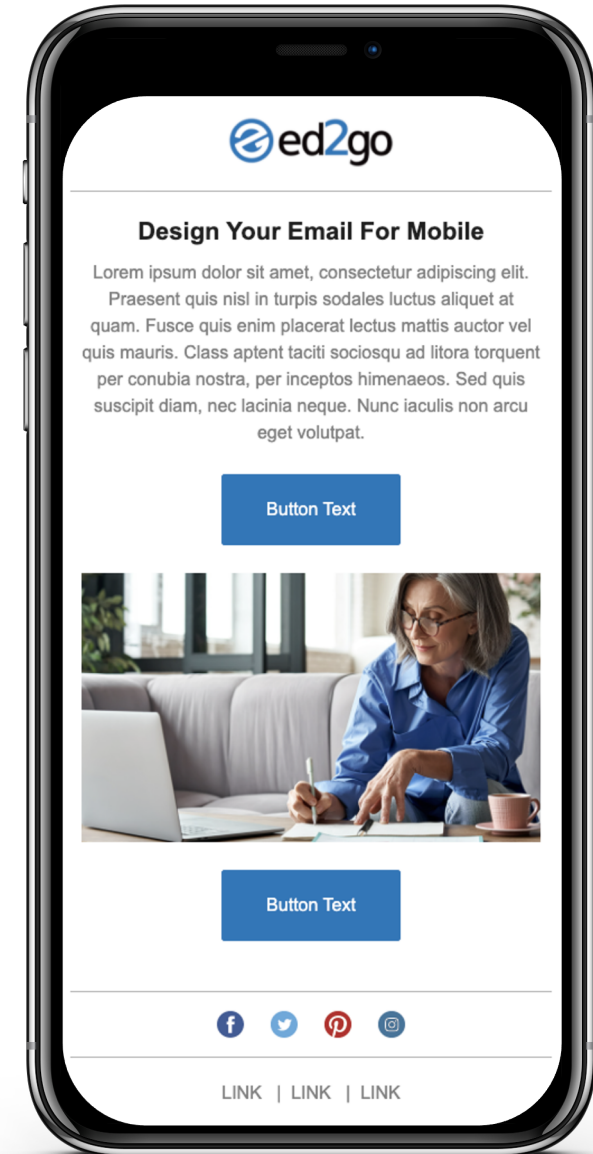 ed2go
Design Your Email For Mobile
Lorem ipsum dolor sit amet, consectetur adipiscing elit.
Praesent quis nisl in turpis sodales luctus aliquet at
quam. Fusce quis enim placerat lectus mattis auctor vel
quis mauris. Class aptent taciti sociosqu ad litora torquent
per conubia nostra, per inceptos himenaeos. Sed quis
suscipit diam, nec lacinia neque. Nunc iaculis non arcu
eget volutpat.
Button Text
Button Text
LINK | LINK | LINK